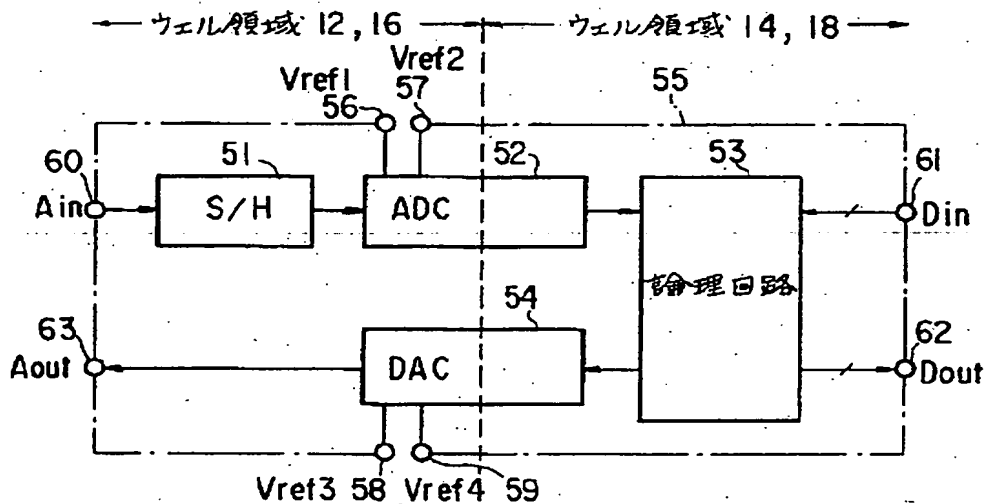 ウェル領域 12, 16
ウェル領域 14, 18
Vref1
56
Vref2
57
55
60
Ain
51
S/H
52
ADC
53
論理回路
61
Din
63
Aout
54
DAC
62
Dout
Vref3 58
Vref4 59